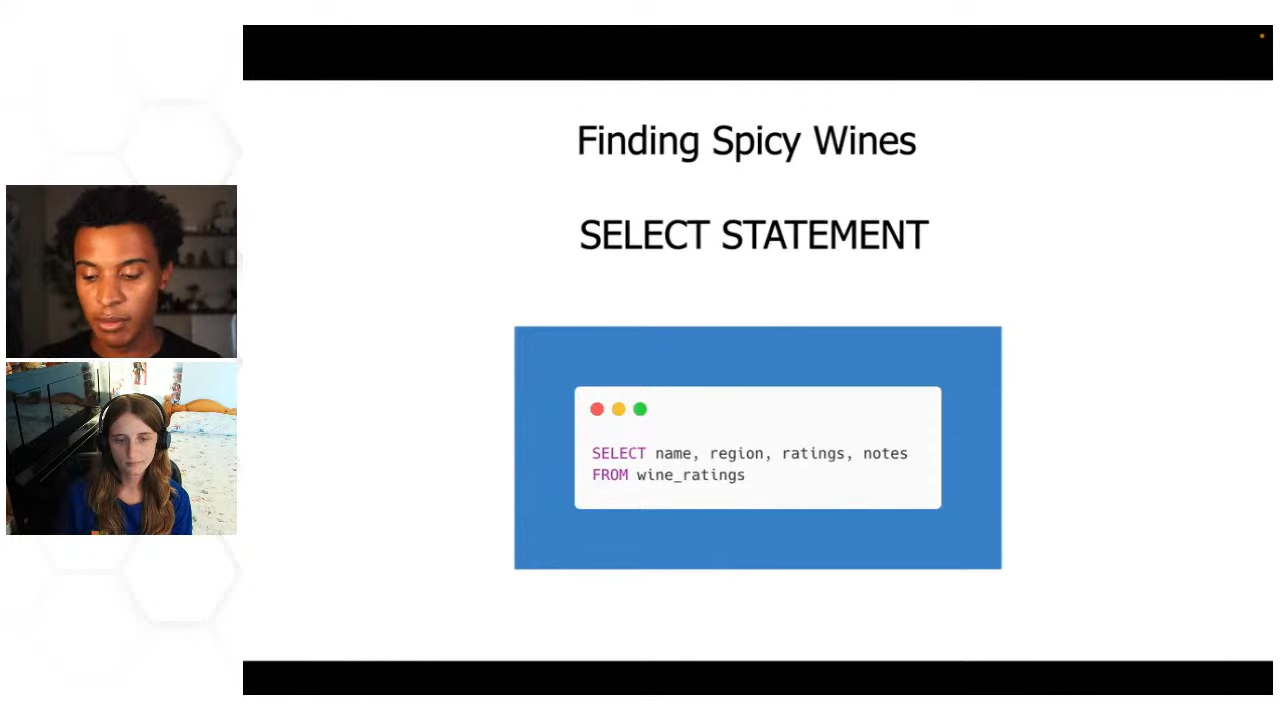 Finding Spicy Wines
SELECT STATEMENT
SELECT name, region, ratings, notes
FROM wine_ratings